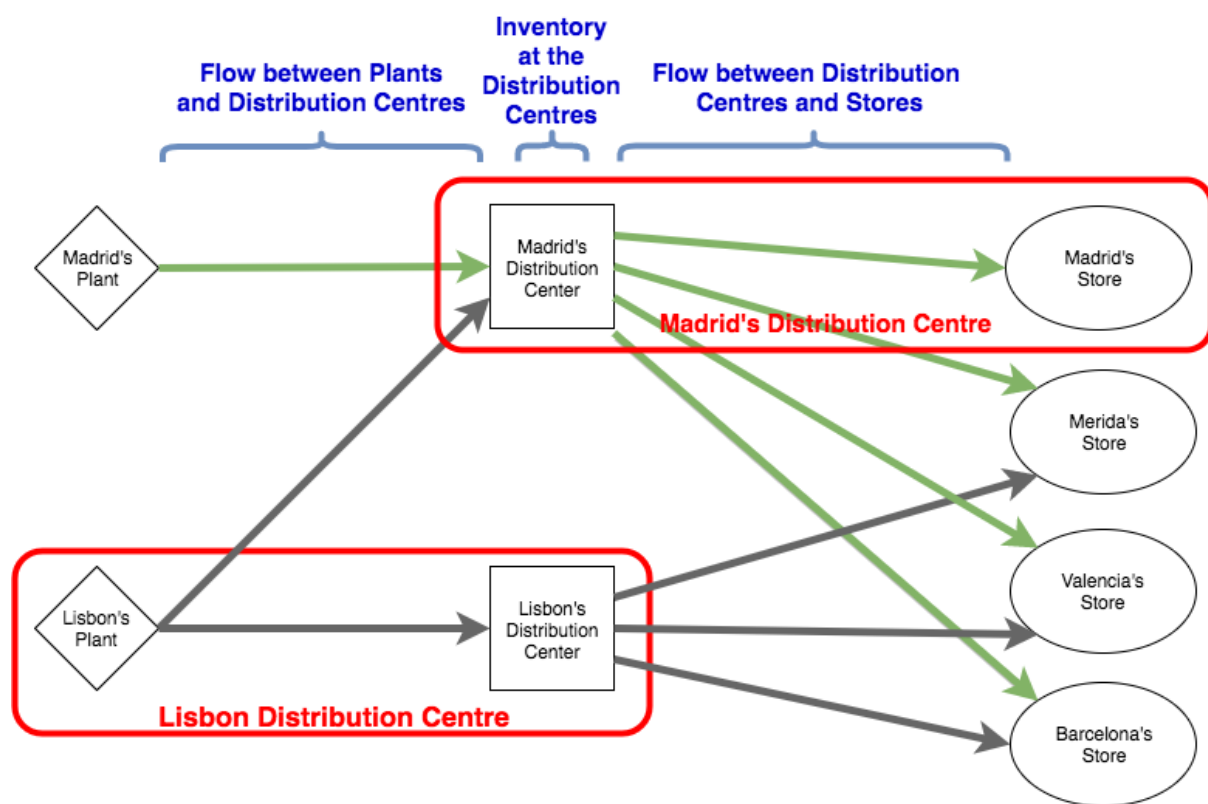 Flow between Plants
and Distribution Centres
Inventory
at the
Distribution
Centres
Flow between Distribution
Centres and Stores
Madrid's
Plant
Madrid's
Distribution
Center
Madrid's
Store
Madrid's Distribution Centre
Merida's
Store
Lisbon's
Plant
Lisbon's
Distribution
Center
Valencia's
Store
Lisbon Distribution Centre
Barcelona's
Store